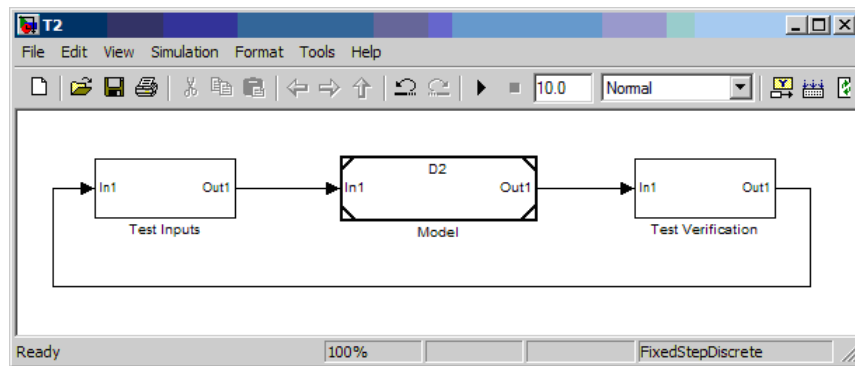 T2
File Edit View Simulation Format Tools Help
10.0 Normal
D2
In1 Out1 In1 Out1 In1 Out1
Test Inputs Model Test Verification
Ready 100% FixedStepDiscrete